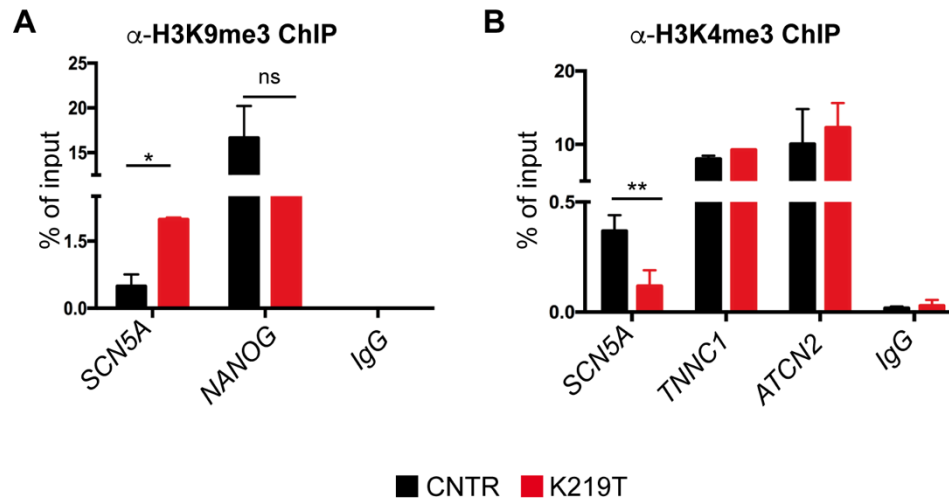 A
α-H3K9me3 ChIP
% of input
25
20
15
1.5
0.0
*
ns
SCN5A
NANOG
IgG
B
α-H3K4me3 ChIP
% of input
20
10
0.5
0.0
**
SCN5A
TNNC1
ATCN2
IgG
CNTR
K219T